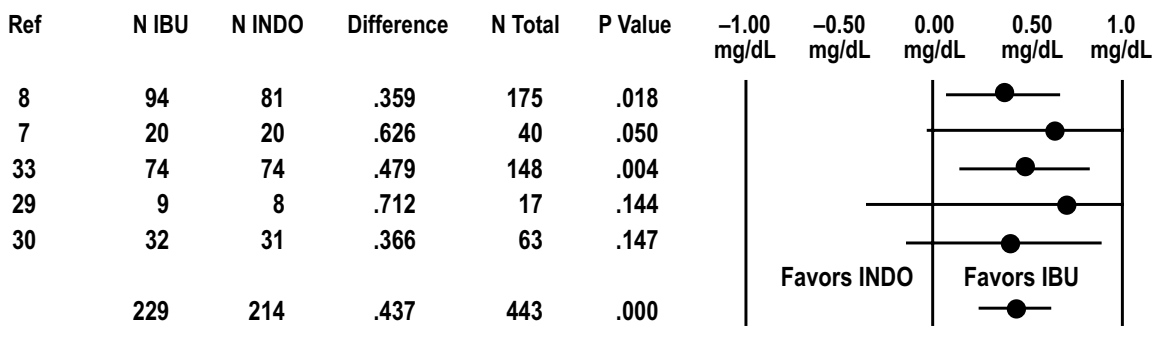 Ref N IBU N INDO Difference N Total P Value –1.00 –0.50 0.00 0.50 1.0
mg/dL mg/dL mg/dL mg/dL mg/dL
8 94 81 .359 175 .018
7 20 20 .626 40 .050
33 74 74 .479 148 .004
29 9 8 .712 17 .144
30 32 31 .366 63 .147
Favors INDO Favors IBU
229 214 .437 443 .000